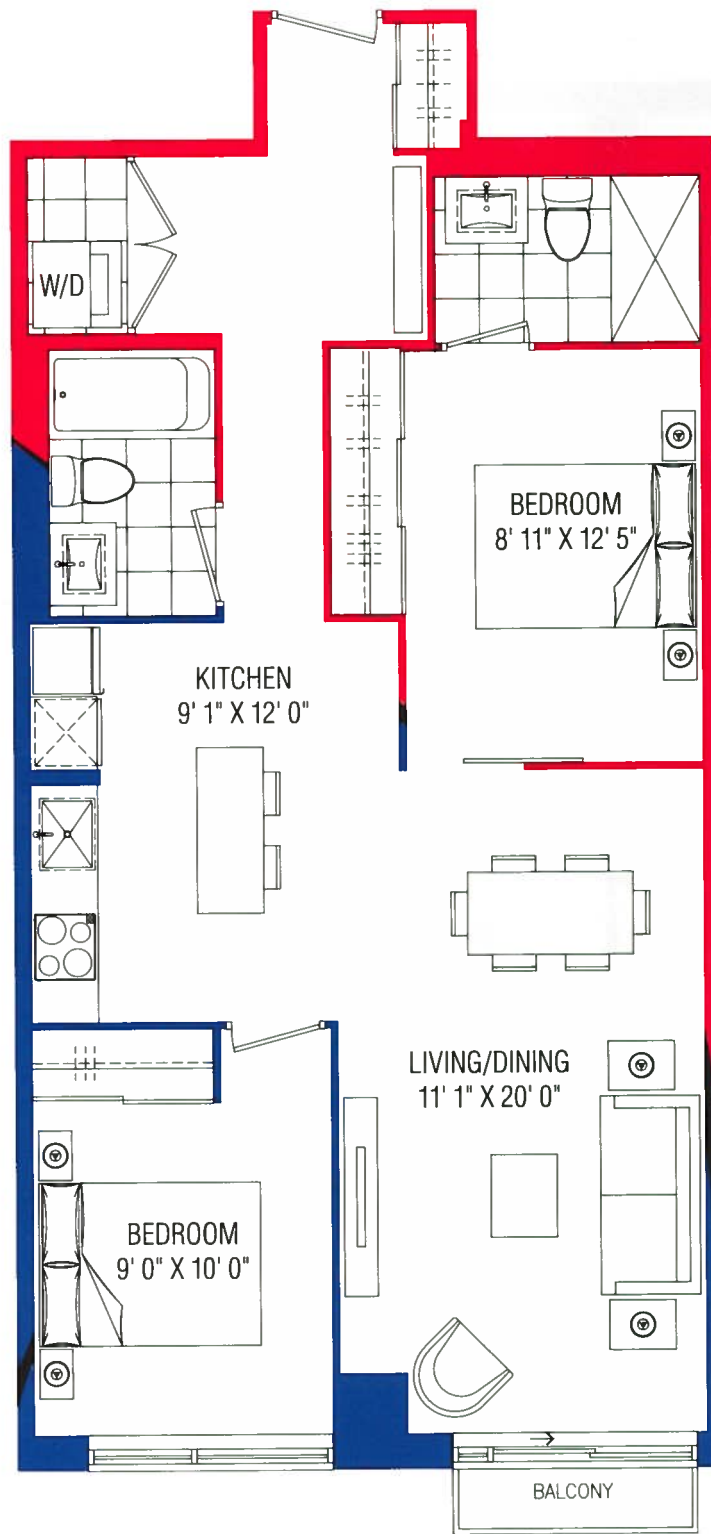 W/D
BEDROOM
8' 11" X 12' 5"
KITCHEN
9' 1" X 12' 0"
LIVING/DINING
11' 1" X 20' 0"
BEDROOM
9' 0" X 10' 0"
BALCONY